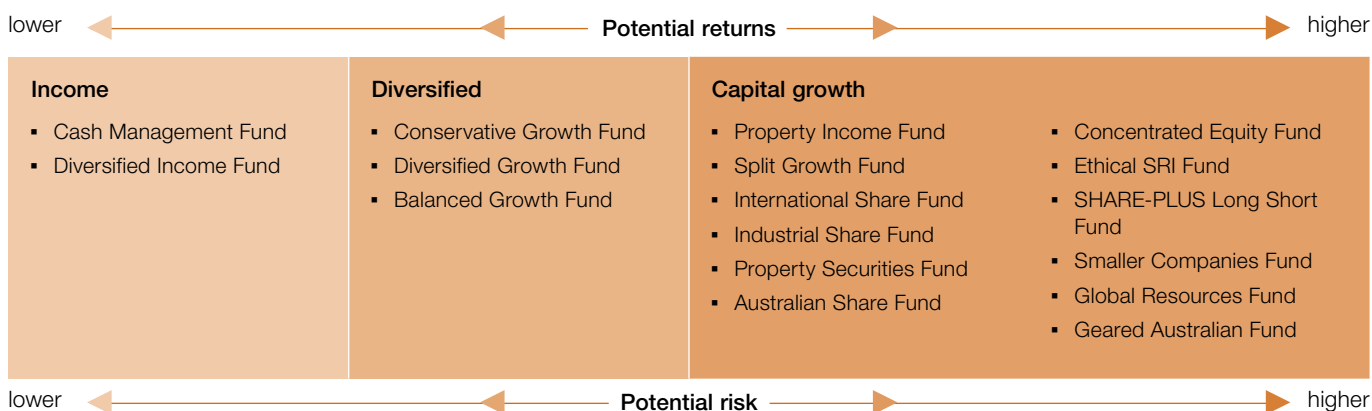 lower Potential returns higher
Income
▪ Cash Management Fund
▪ Diversified Income Fund
Diversified
▪ Conservative Growth Fund
▪ Diversified Growth Fund
▪ Balanced Growth Fund
Capital growth
▪ Property Income Fund
▪ Split Growth Fund
▪ International Share Fund
▪ Industrial Share Fund
▪ Property Securities Fund
▪ Australian Share Fund
▪ Concentrated Equity Fund
▪ Ethical SRI Fund
▪ SHARE-PLUS Long Short
Fund
▪ Smaller Companies Fund
▪ Global Resources Fund
▪ Geared Australian Fund
lower Potential risk higher